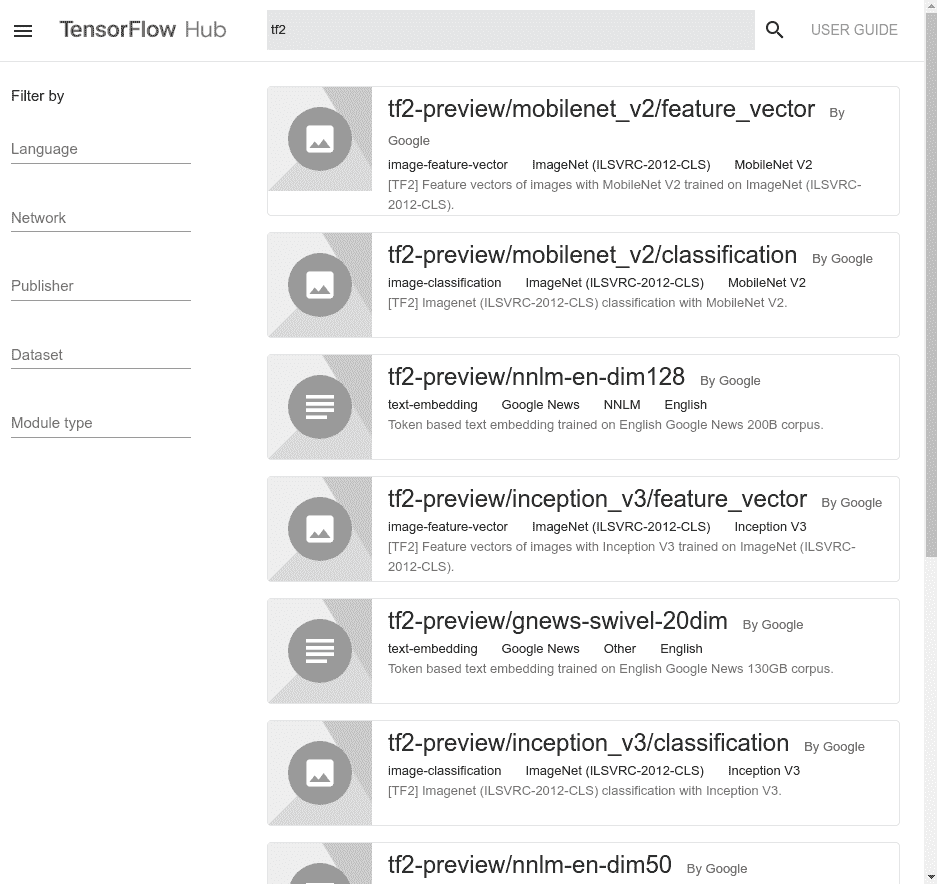 TensorFlow Hub
tf2
USER GUIDE
Filter by
Language
Network
Publisher
Dataset
Module type
tf2-preview/mobilenet_v2/feature_vector By
Google
image-feature-vector ImageNet (ILSVRC-2012-CLS) MobileNet V2
[TF2] Feature vectors of images with MobileNet V2 trained on ImageNet (ILSVRC-
2012-CLS).
tf2-preview/mobilenet_v2/classification By Google
image-classification ImageNet (ILSVRC-2012-CLS) MobileNet V2
[TF2] Imagenet (ILSVRC-2012-CLS) classification with MobileNet V2.
tf2-preview/nnlm-en-dim128 By Google
text-embedding Google News NNLM English
Token based text embedding trained on English Google News 200B corpus.
tf2-preview/inception_v3/feature_vector By Google
image-feature-vector ImageNet (ILSVRC-2012-CLS) Inception V3
[TF2] Feature vectors of images with Inception V3 trained on ImageNet (ILSVRC-
2012-CLS).
tf2-preview/gnews-swivel-20dim By Google
text-embedding Google News Other English
Token based text embedding trained on English Google News 130GB corpus.
tf2-preview/inception_v3/classification By Google
image-classification ImageNet (ILSVRC-2012-CLS) Inception V3
[TF2] Imagenet (ILSVRC-2012-CLS) classification with Inception V3.
tf2-preview/nnlm-en-dim50 By Google